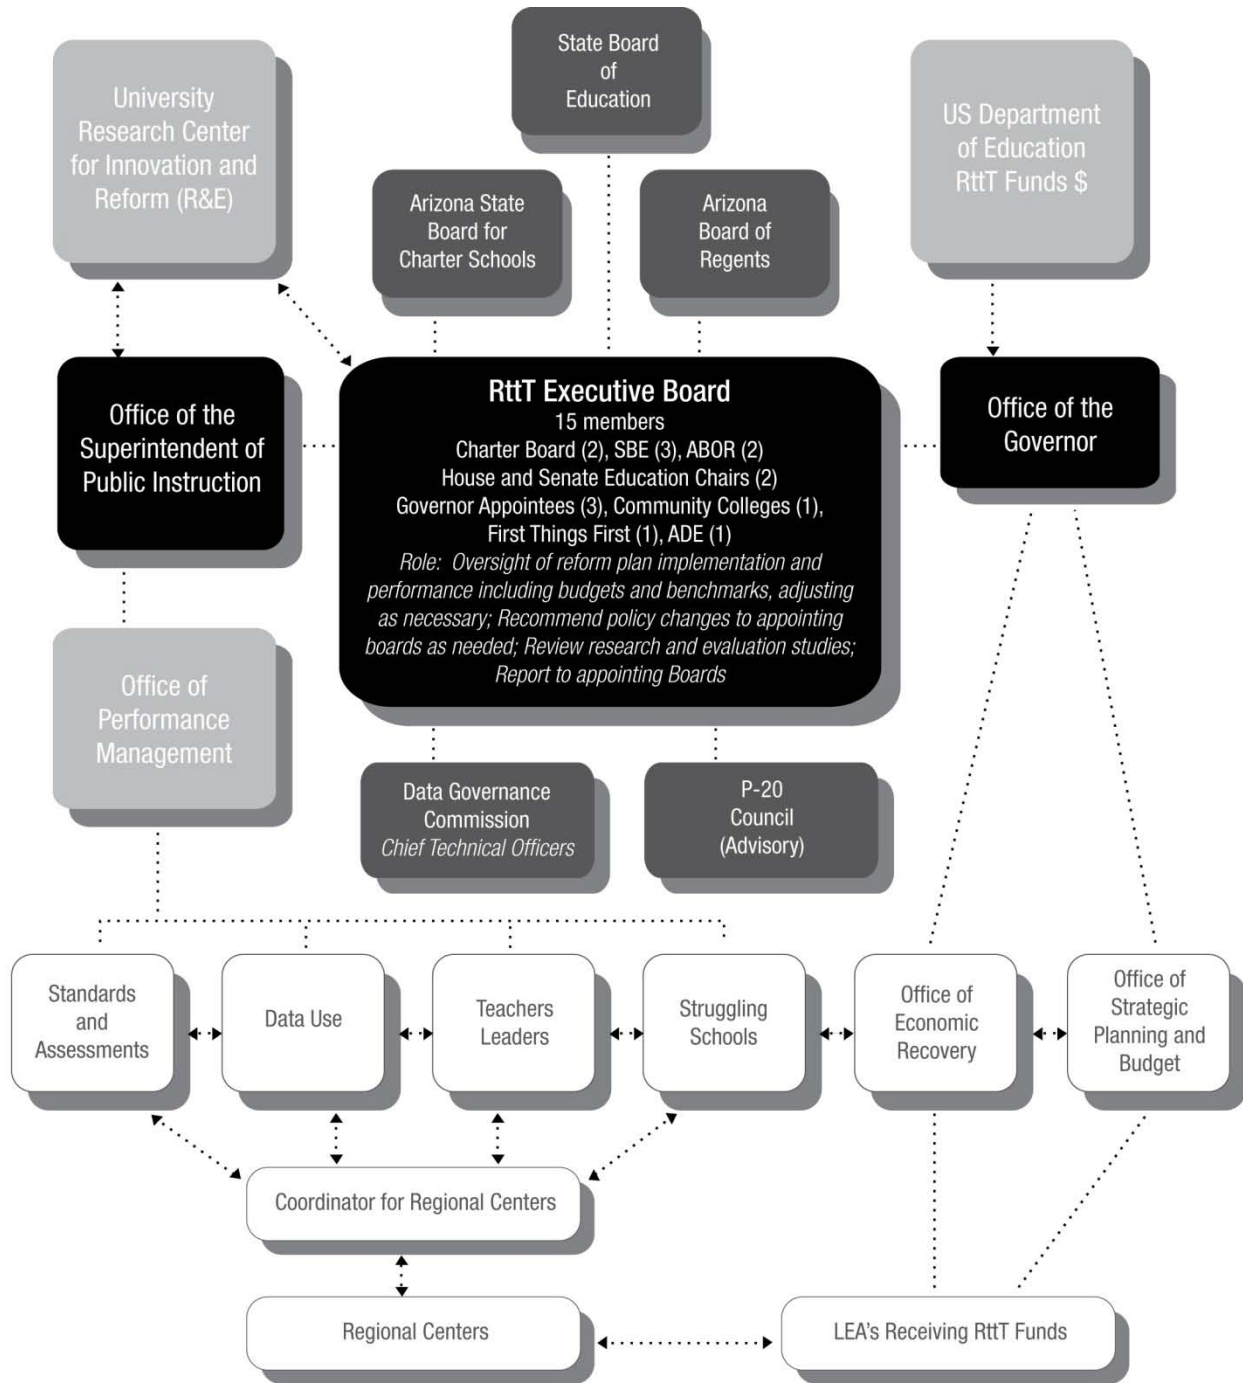 State Board
of
Education
University
Research Center
for Innovation and
Reform (R&E)
US Department
of Education
RttT Funds $
Arizona State
Board for
Charter Schools
Arizona
Board of
Regents
Office of the
Superintendent of
Public Instruction
RttT Executive Board
15 members
Charter Board (2), SBE (3), ABOR (2)
House and Senate Education Chairs (2)
Governor Appointees (3), Community Colleges (1),
First Things First (1), ADE (1)
Role: Oversight of reform plan implementation and
performance including budgets and benchmarks, adjusting
as necessary; Recommend policy changes to appointing
boards as needed; Review research and evaluation studies;
Report to appointing Boards
Office of the
Governor
Office of
Performance
Management
Data Governance
Commission
Chief Technical Officers
P-20
Council
(Advisory)
Standards
and
Assessments
Data Use
Teachers
Leaders
Struggling
Schools
Office of
Economic
Recovery
Office of
Strategic
Planning and
Budget
Coordinator for Regional Centers
Regional Centers
LEA's Receiving RttT Funds